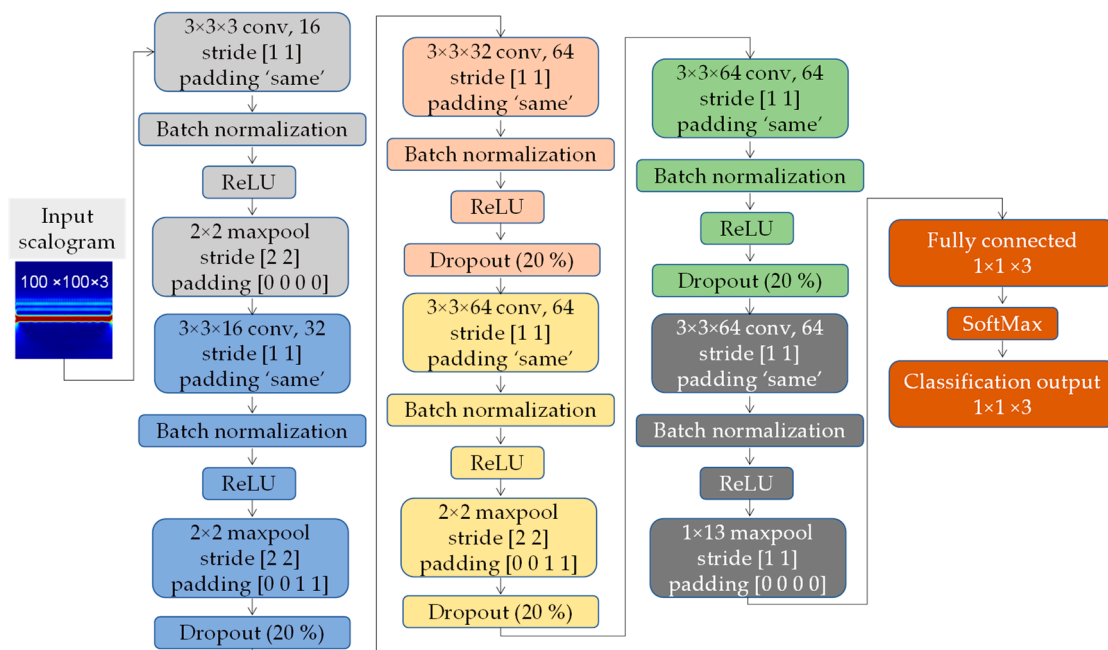 Input
scalogram
100 ×100×3
3×3×3 conv, 16
stride [1 1]
padding ‘same’
Batch normalization
ReLU
2×2 maxpool
stride [2 2]
padding [0 0 0 0]
3×3×16 conv, 32
stride [1 1]
padding ‘same’
Batch normalization
ReLU
2×2 maxpool
stride [2 2]
padding [0 0 1 1]
Dropout (20 %)
3×3×32 conv, 64
stride [1 1]
padding ‘same’
Batch normalization
ReLU
Dropout (20 %)
3×3×64 conv, 64
stride [1 1]
padding ‘same’
Batch normalization
ReLU
2×2 maxpool
stride [2 2]
padding [0 0 1 1]
Dropout (20 %)
3×3×64 conv, 64
stride [1 1]
padding ‘same’
Batch normalization
ReLU
Dropout (20 %)
3×3×64 conv, 64
stride [1 1]
padding ‘same’
Batch normalization
ReLU
1×13 maxpool
stride [1 1]
padding [0 0 0 0]
Fully connected
1×1 ×3
SoftMax
Classification output
1×1 ×3